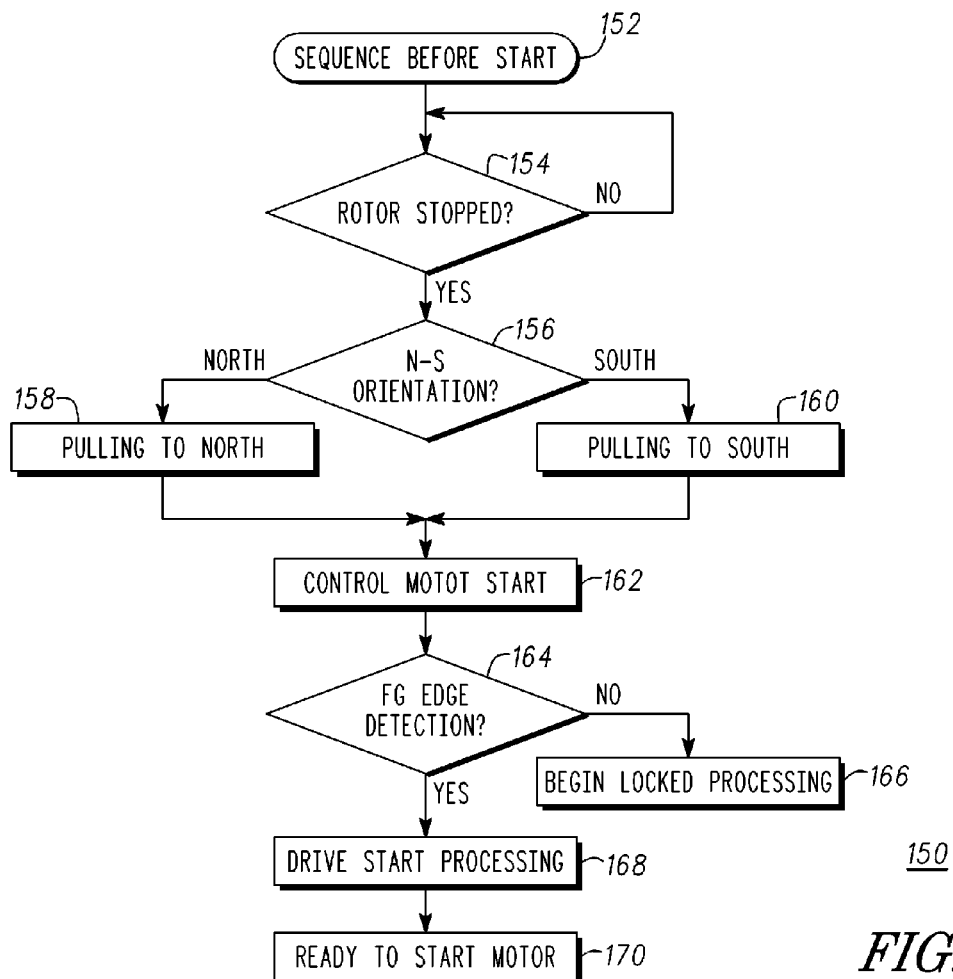 SEQUENCE BEFORE START
152
154
ROTOR STOPPED?
NO
YES
156
NORTH
N-S
ORIENTATION?
SOUTH
158
PULLING TO NORTH
160
PULLING TO SOUTH
CONTROL MOTOT START
162
164
FG EDGE
DETECTION?
NO
YES
BEGIN LOCKED PROCESSING
166
DRIVE START PROCESSING
168
150
READY TO START MOTOR
170
FIG.